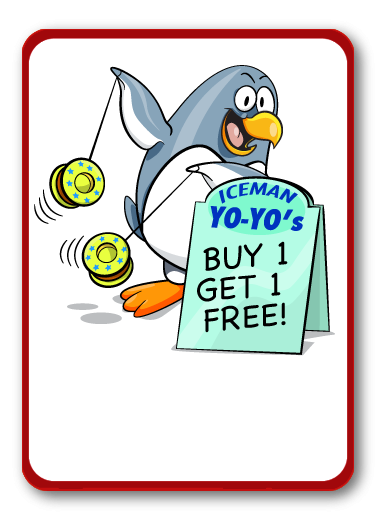 ICEMAN
YO-YO's
BUY 1
GET 1
FREE!